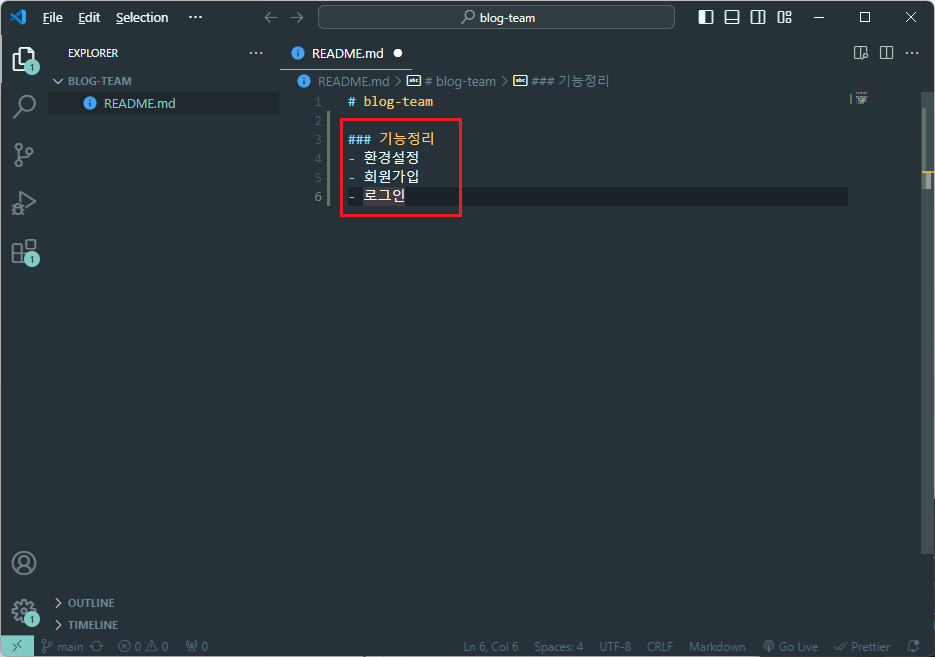 File Edit Selection ··· blog-team
EXPLORER ···
README.md
BLOG-TEAM
README.md
README.md > # blog-team > ### 기능정리
1 # blog-team
2
3 ### 기능정리
4 - 환경설정
5 - 회원가입
6 - 로그인
1
1
1
OUTLINE
TIMELINE
main 0 0 0 Ln 6, Col 6 Spaces: 4 UTF-8 CRLF Markdown Go Live Prettier